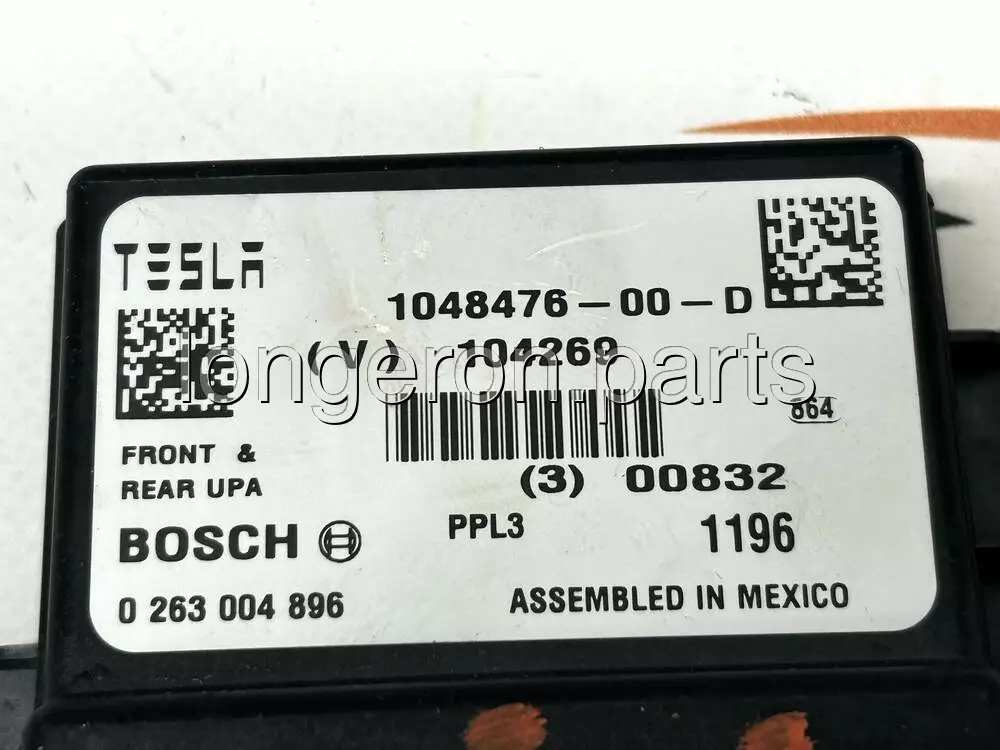 TESLA
1048476-00-D
(V) 104269
longeron.parts
864
FRONT &
REAR UPA
(3) 00832
BOSCH
PPL3
1196
0 263 004 896
ASSEMBLED IN MEXICO